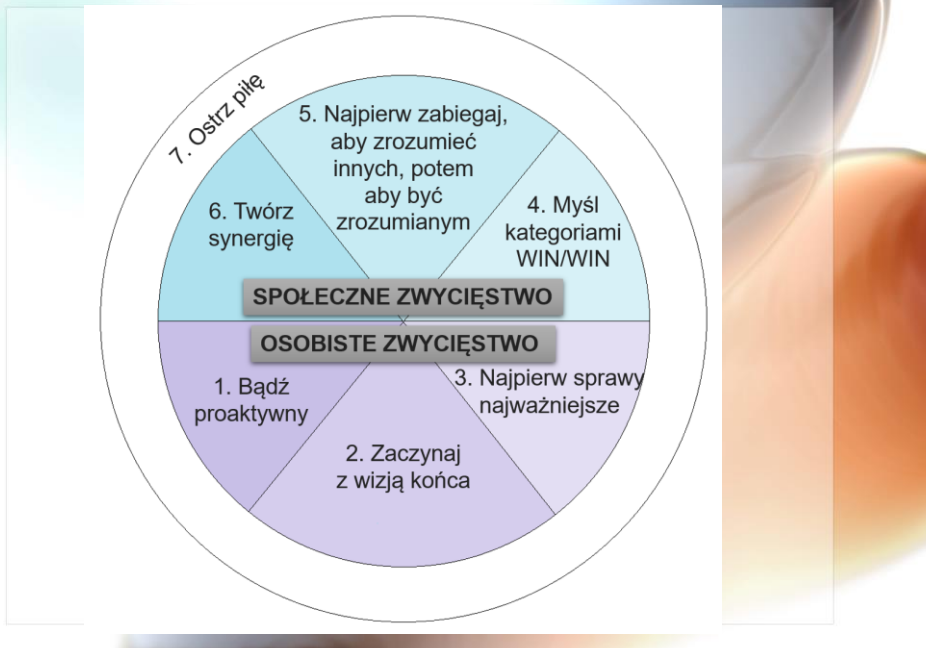 7. Ostrz piłę
5. Najpierw zabiegaj,
aby zrozumieć
innych, potem
aby być
zrozumianym
6. Twórz
synergię
4. Myśl
kategoriami
WIN/WIN
SPOŁECZNE ZWYCIĘSTWO
OSOBISTE ZWYCIĘSTWO
1. Bądź
proaktywny
3. Najpierw sprawy
najważniejsze
2. Zaczynaj
z wizją końca